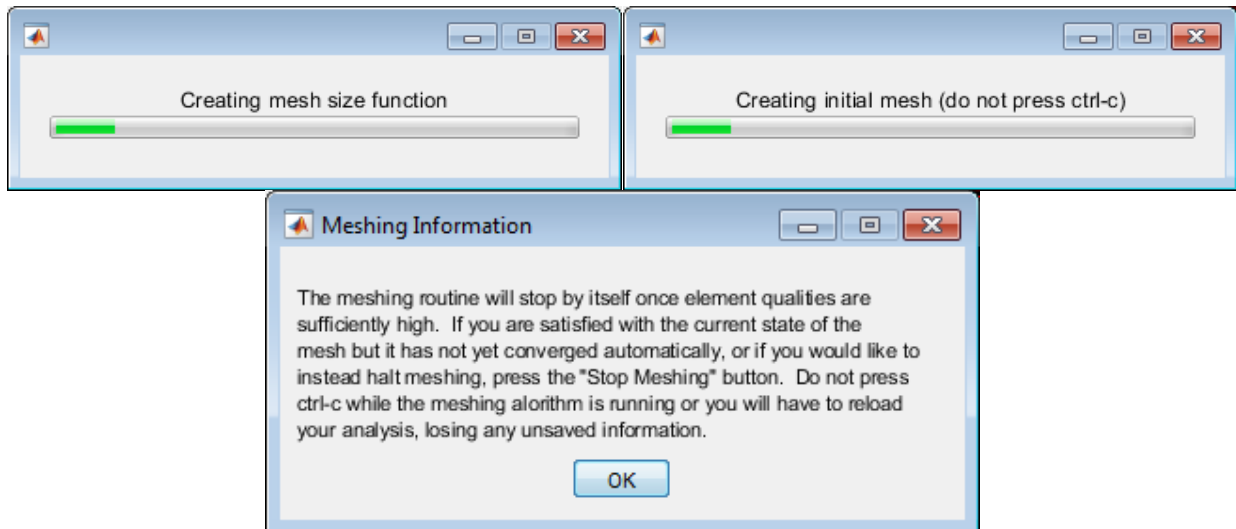 Creating mesh size function
Creating initial mesh (do not press ctrl-c)
Meshing Information
The meshing routine will stop by itself once element qualities are
sufficiently high.  If you are satisfied with the current state of the
mesh but it has not yet converged automatically, or if you would like to
instead halt meshing, press the "Stop Meshing" button.  Do not press
ctrl-c while the meshing alorithm is running or you will have to reload
your analysis, losing any unsaved information.
OK